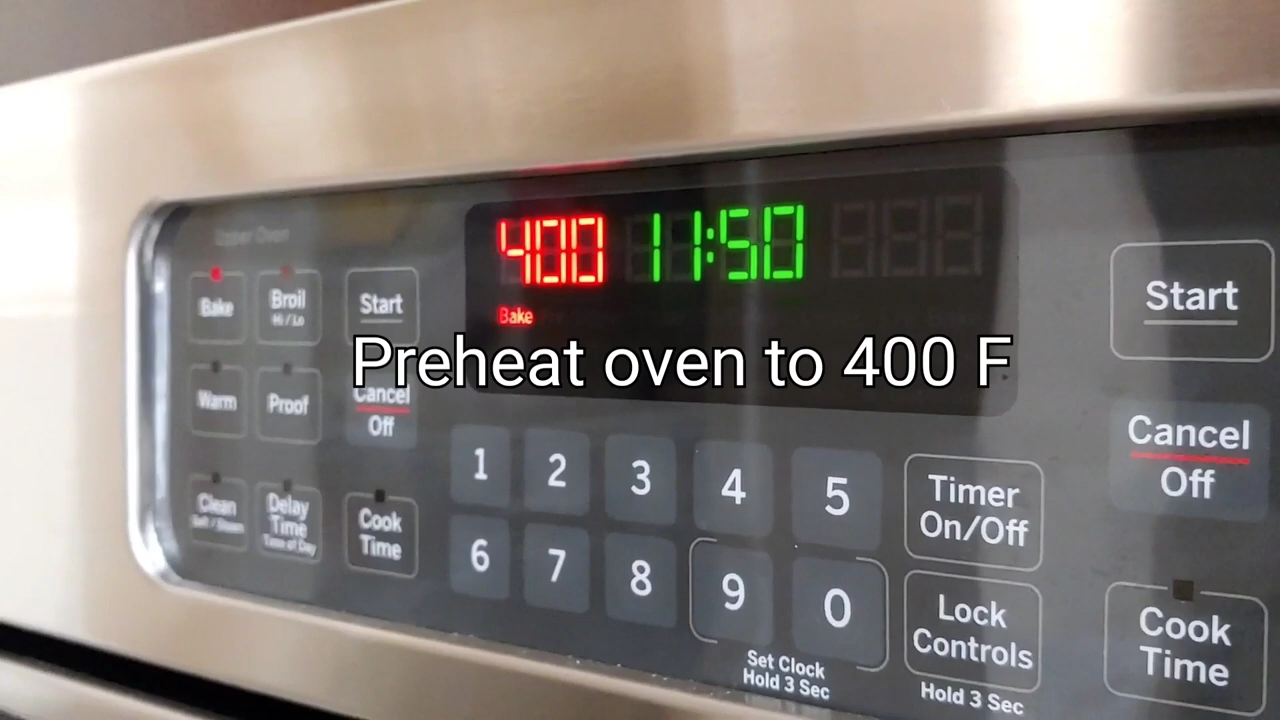 Upper Oven
400 11:50
Bake
Preheat oven to 400 F
Bake
Broil
Hi / Lo
Start
Warm
Proof
Cancel
Off
Clean
Self / Steam
Delay
Time
Time of Day
Cook
Time
1 2 3 4 5
6 7 8 9 0
Set Clock
Hold 3 Sec
Timer
On/Off
Lock
Controls
Hold 3 Sec
Start
Cancel
Off
Cook
Time